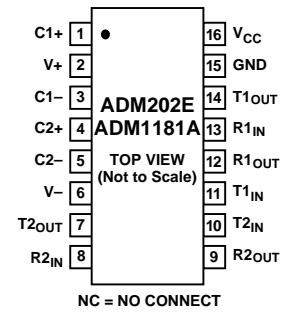 C1+ 1 16 VCC
V+ 2 15 GND
C1– 3 14 T1OUT
ADM202E
C2+ 4 ADM1181A 13 R1IN
C2– 5 TOP VIEW 12 R1OUT
(Not to Scale)
V– 6 11 T1IN
T2OUT 7 10 T2IN
R2IN 8 9 R2OUT
NC = NO CONNECT